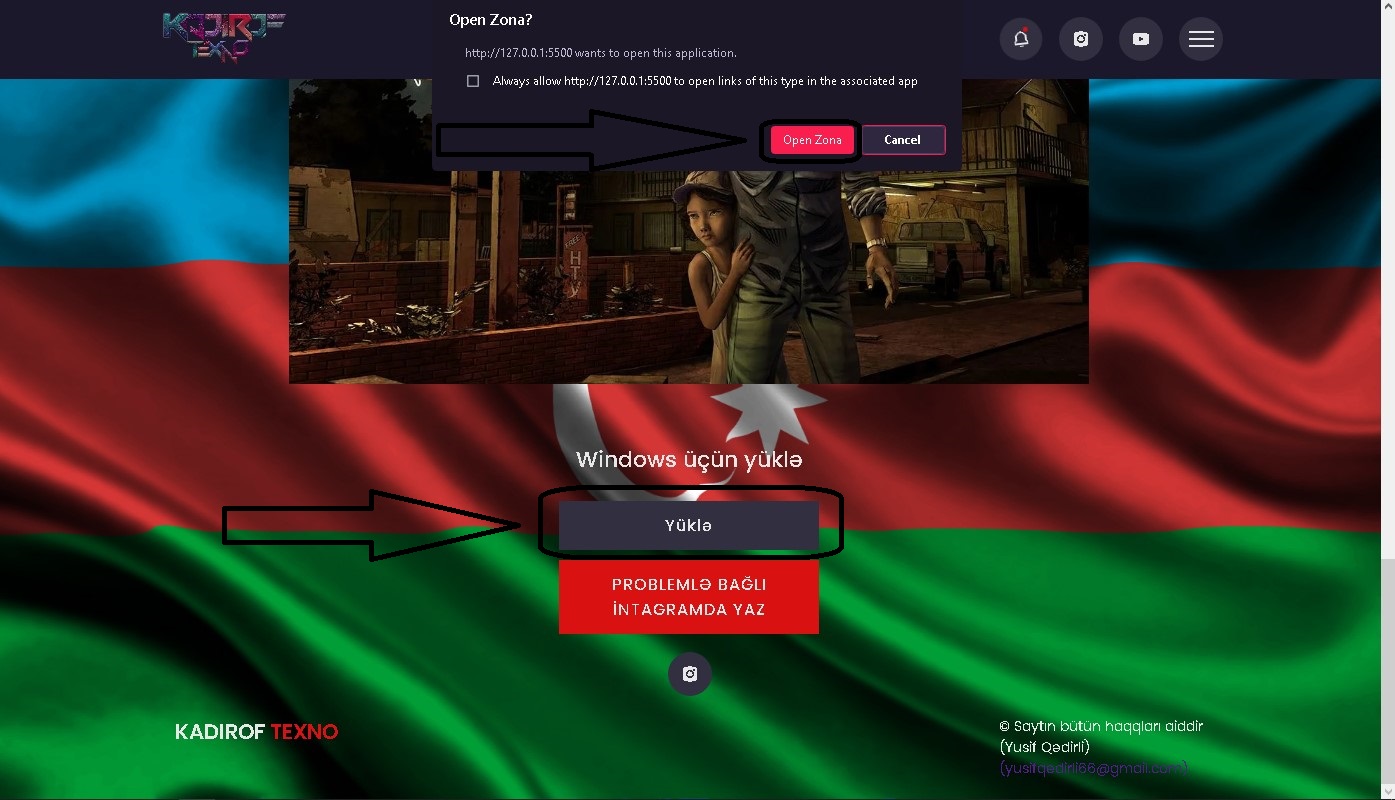 KADIROF
TEXNO
Open Zona?
http://127.0.0.1:5500 wants to open this application.
Always allow http://127.0.0.1:5500 to open links of this type in the associated app
Open Zona
Cancel
FREE
Windows üçün yüklə
Yüklə
PROBLEMLƏ BAĞLI
İNTAGRAMDA YAZ
KADIROF TEXNO
© Saytın bütün haqqları aiddir
(Yusif Qedirli)
(yusifqedirli66@gmail.com)